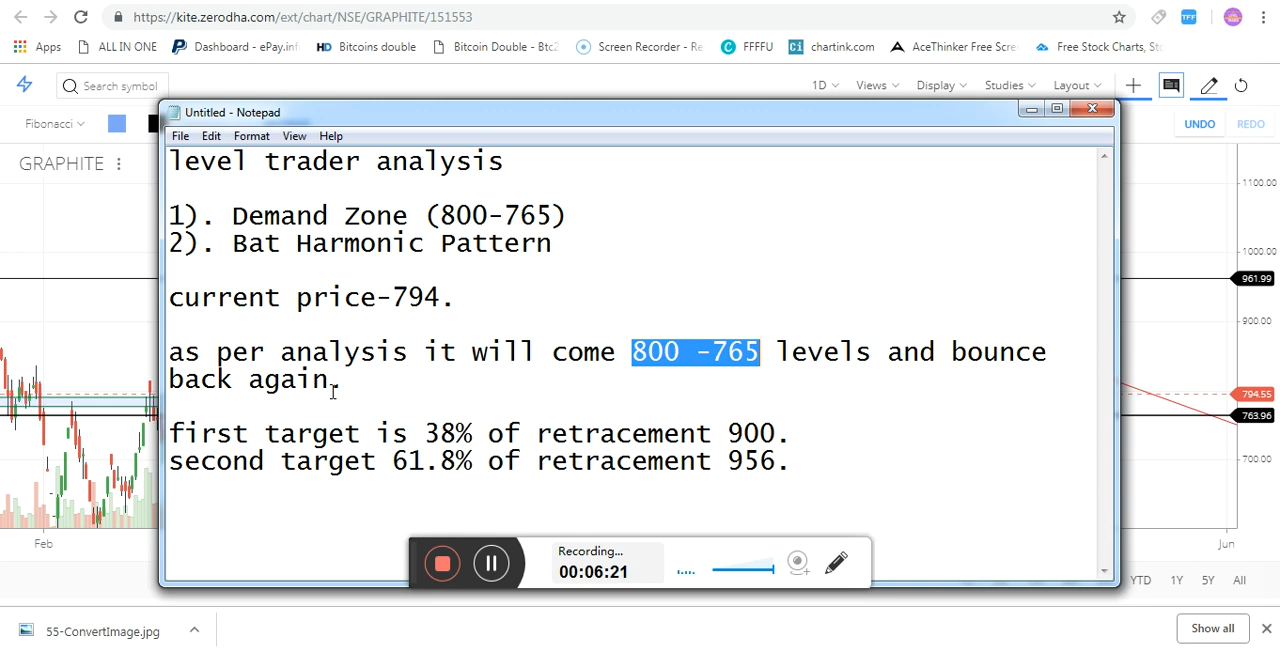 https://kite.zerodha.com/ext/chart/NSE/GRAPHITE/151553
TFF
Apps
ALL IN ONE
Dashboard - ePay.inf
HD Bitcoins double
Bitcoin Double - Btc2
Screen Recorder - Re
C FFFFU
Ci chartink.com
AceThinker Free Scre
Free Stock Charts, Sto
Search symbol
1D Views Display Studies Layout
Fibonacci
UNDO REDO
GRAPHITE
Untitled - Notepad
File Edit Format View Help
level trader analysis
1). Demand Zone (800-765)
2). Bat Harmonic Pattern
current price-794.
as per analysis it will come 800 -765 levels and bounce
back again.
first target is 38% of retracement 900.
second target 61.8% of retracement 956.
1100.00
1000.00
961.99
900.00
794.55
763.96
700.00
Feb
Jun
YTD 1Y 5Y All
Recording...
00:06:21
55-ConvertImage.jpg
Show all